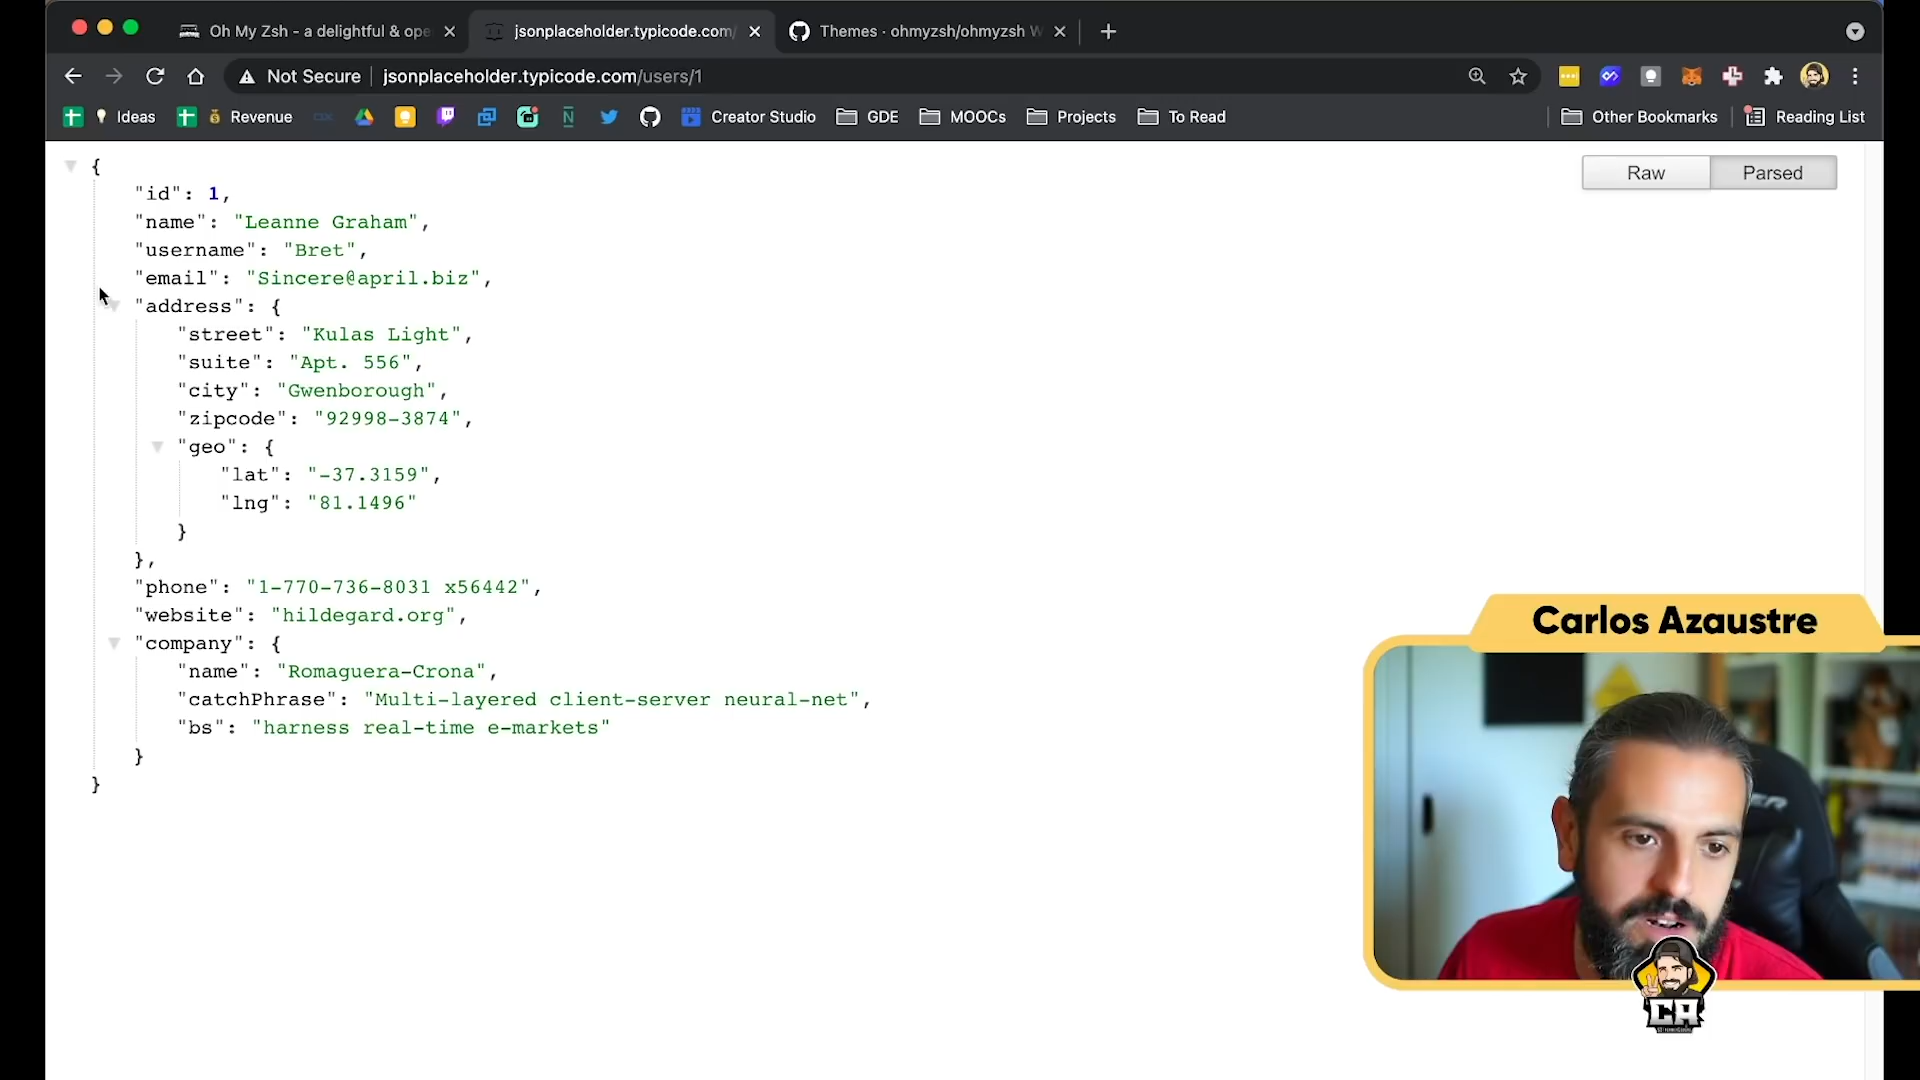 Oh My Zsh - a delightful & ope
jsonplaceholder.typicode.com/
Themes · ohmyzsh/ohmyzsh W
Not Secure
jsonplaceholder.typicode.com/users/1
Ideas
Revenue
Creator Studio
GDE
MOOCs
Projects
To Read
Other Bookmarks
Reading List
Raw
Parsed
{
"id": 1,
"name": "Leanne Graham",
"username": "Bret",
"email": "Sincere@april.biz",
"address": {
"street": "Kulas Light",
"suite": "Apt. 556",
"city": "Gwenborough",
"zipcode": "92998-3874",
"geo": {
"lat": "-37.3159",
"lng": "81.1496"
}
},
"phone": "1-770-736-8031 x56442",
"website": "hildegard.org",
"company": {
"name": "Romaguera-Crona",
"catchPhrase": "Multi-layered client-server neural-net",
"bs": "harness real-time e-markets"
}
}
Carlos Azaustre
CA